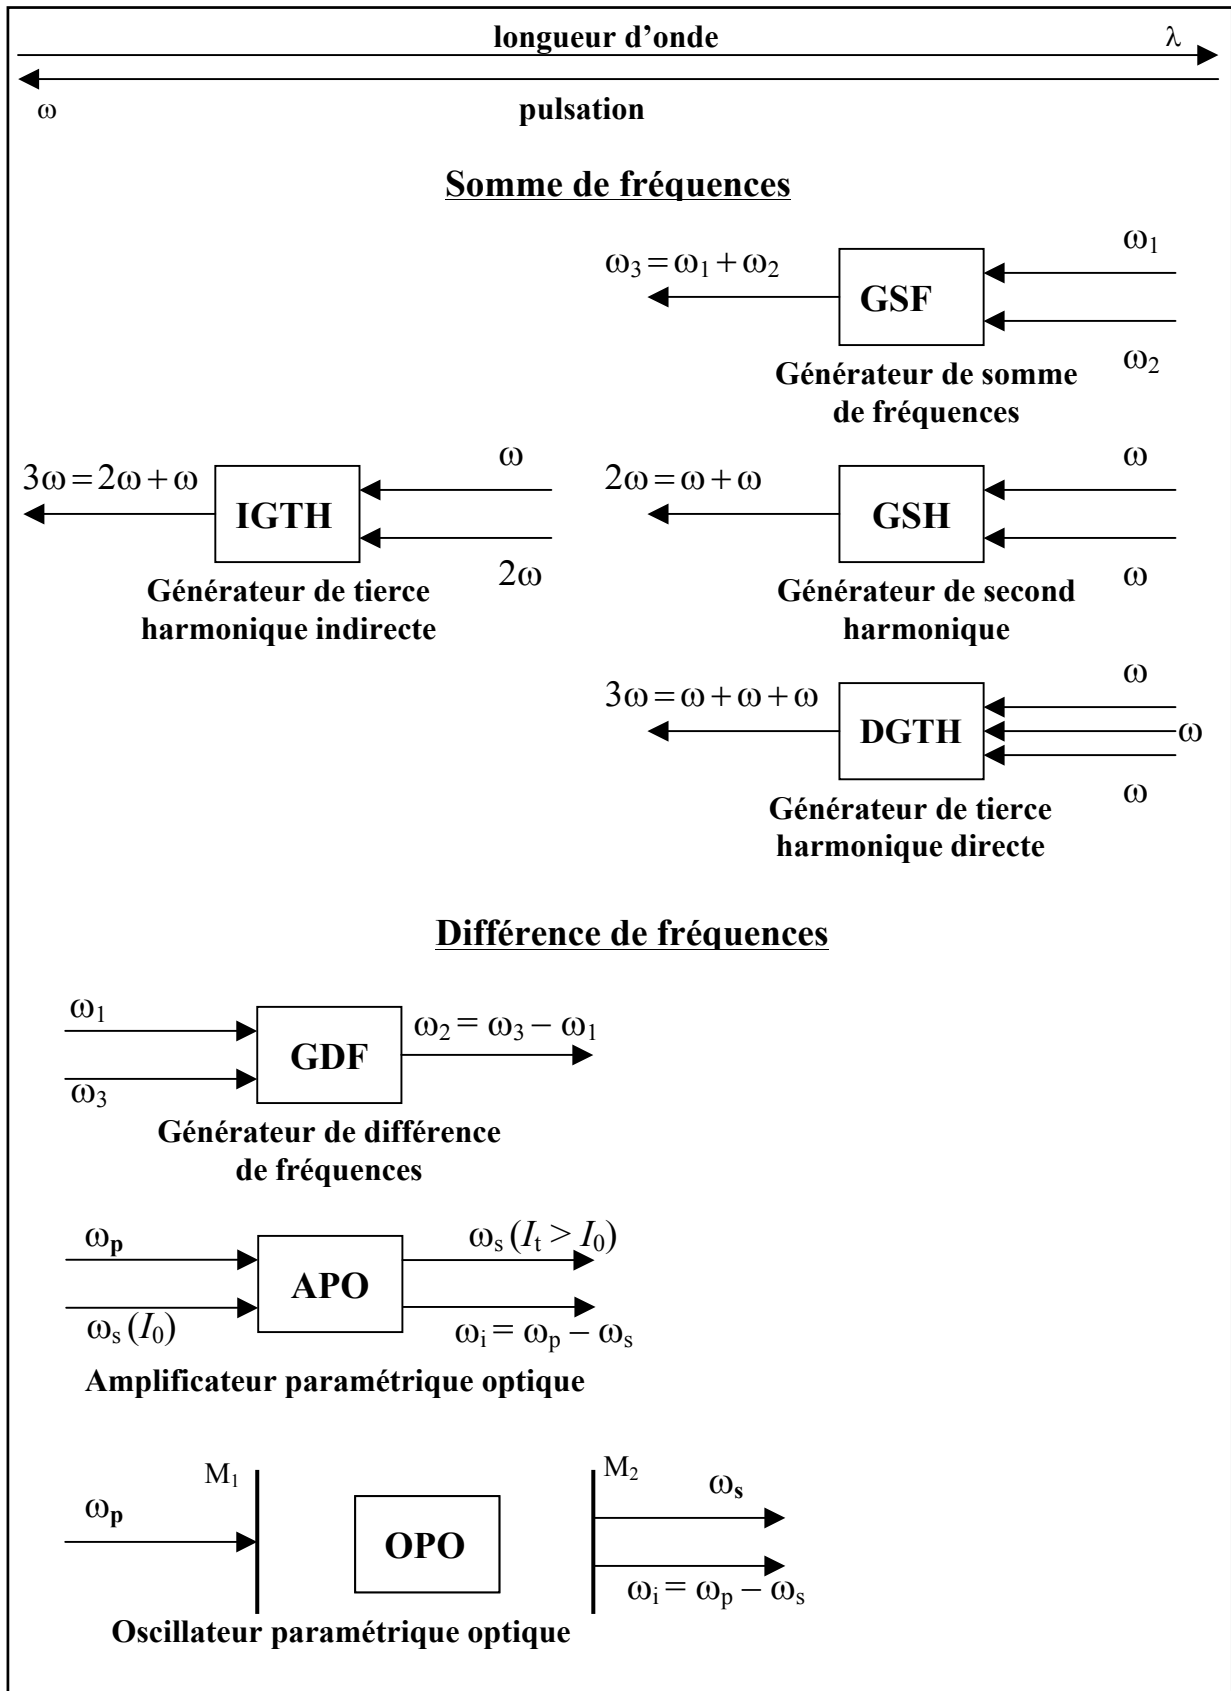 longueur d’onde
λ
ω
pulsation
Somme de fréquences
ω1
ω3 = ω1 + ω2
GSF
ω2
Générateur de somme
de fréquences
3ω = 2ω + ω
ω
IGTH
2ω
Générateur de tierce
harmonique indirecte
2ω = ω + ω
ω
GSH
ω
Générateur de second
harmonique
3ω = ω + ω + ω
ω
DGTH
ω
ω
Générateur de tierce
harmonique directe
Différence de fréquences
ω1
GDF
ω2 = ω3 − ω1
ω3
Générateur de différence
de fréquences
ωp
APO
ωs (It > I0)
ωs (I0)
ωi = ωp − ωs
Amplificateur paramétrique optique
M1
M2
ωp
OPO
ωs
ωi = ωp − ωs
Oscillateur paramétrique optique